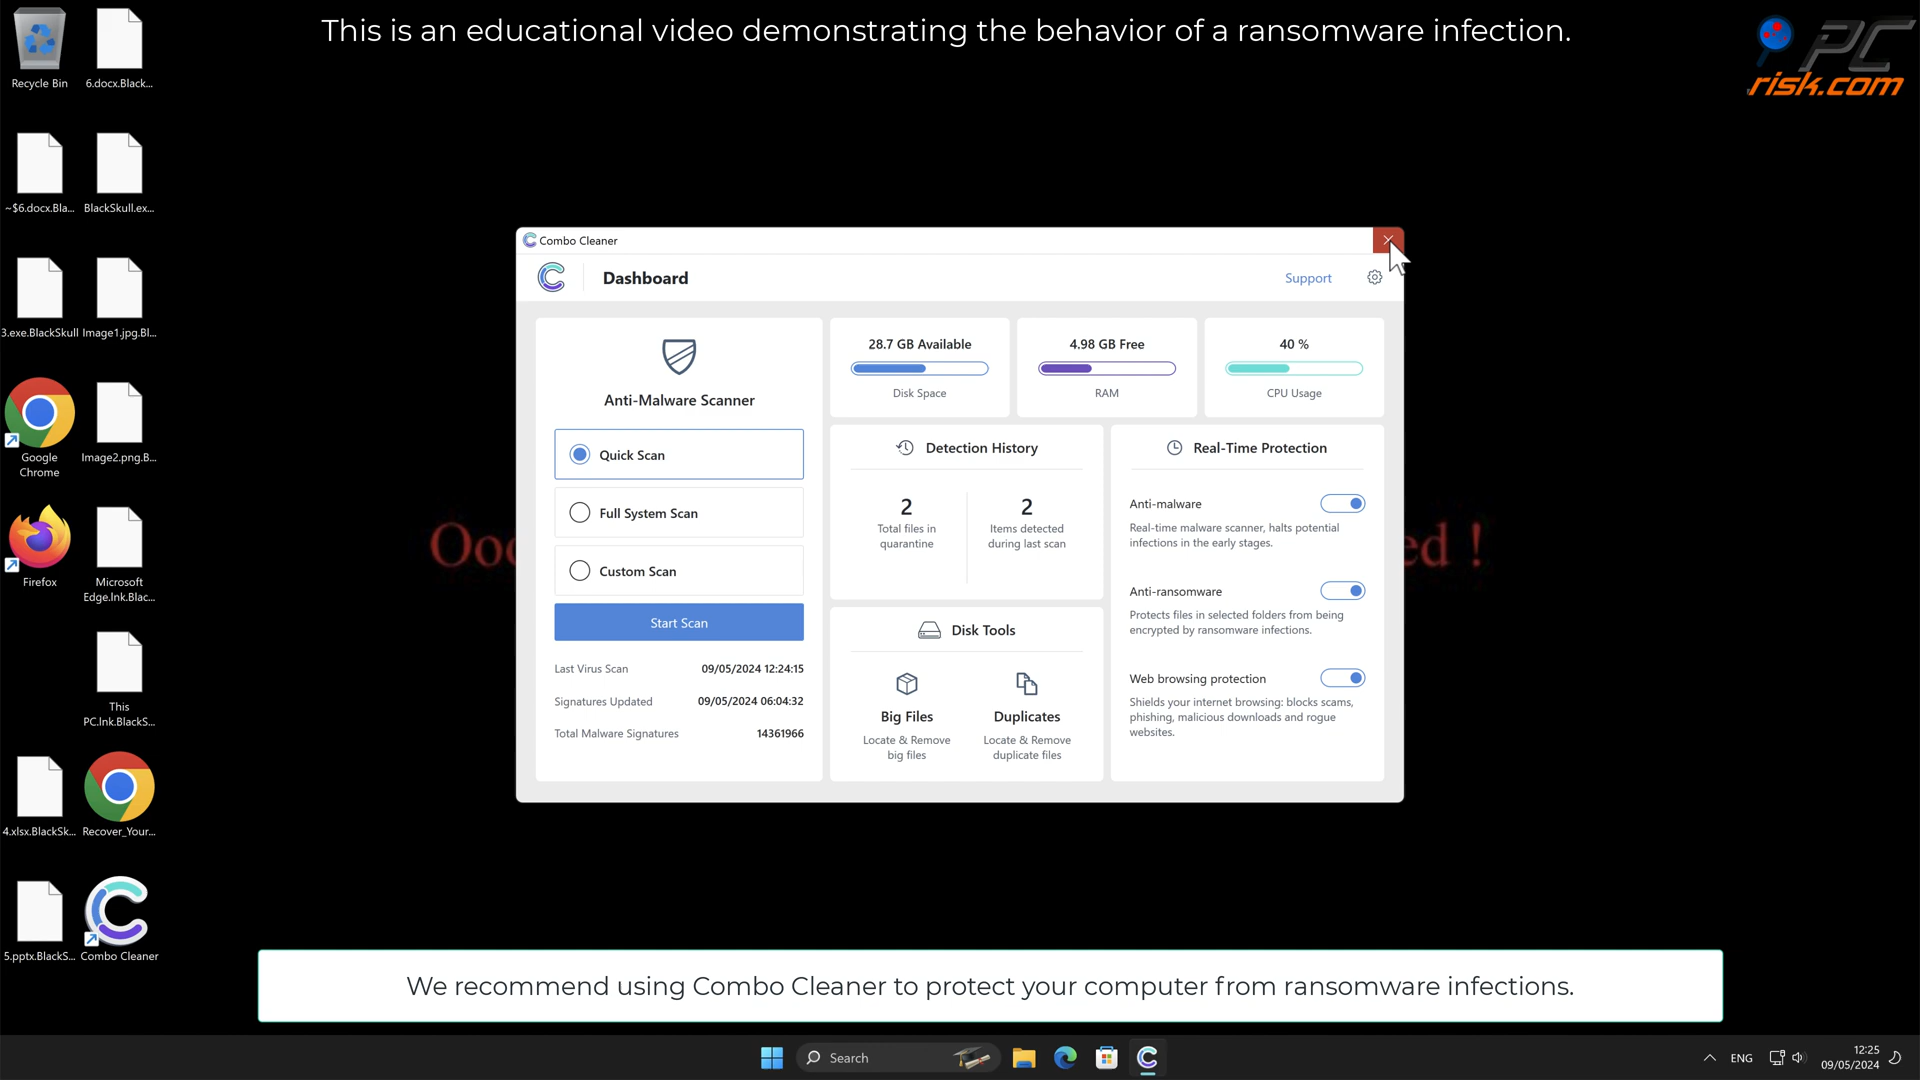 This is an educational video demonstrating the behavior of a ransomware infection.
PC
risk.com
Recycle Bin
6.docx.Black...
~$6.docx.Bla...
BlackSkull.ex...
3.exe.BlackSkull
Image1.jpg.Bl...
Google
Chrome
Image2.png.B...
Firefox
Microsoft
Edge.lnk.Blac...
This
PC.lnk.BlackS...
4.xlsx.BlackSk...
Recover_Your...
5.pptx.BlackS...
Combo Cleaner
Combo Cleaner
Dashboard
Support
Anti-Malware Scanner
Quick Scan
Full System Scan
Custom Scan
Start Scan
Last Virus Scan 09/05/2024 12:24:15
Signatures Updated 09/05/2024 06:04:32
Total Malware Signatures 14361966
28.7 GB Available
Disk Space
4.98 GB Free
RAM
40 %
CPU Usage
Detection History
2
Total files in
quarantine
2
Items detected
during last scan
Disk Tools
Big Files
Locate & Remove
big files
Duplicates
Locate & Remove
duplicate files
Real-Time Protection
Anti-malware
Real-time malware scanner, halts potential
infections in the early stages.
Anti-ransomware
Protects files in selected folders from being
encrypted by ransomware infections.
Web browsing protection
Shields your internet browsing: blocks scams,
phishing, malicious downloads and rogue
websites.
ed !
We recommend using Combo Cleaner to protect your computer from ransomware infections.
Search
ENG
12:25
09/05/2024